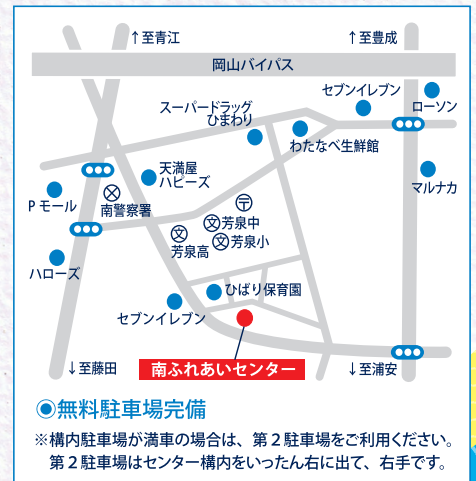 ↑至青江
↑至豊成
岡山バイパス
セブンイレブン
ローソン
スーパードラッグ
ひまわり
わたなべ生鮮館
天満屋
ハピーズ
マルナカ
Pモール
南警察署
〒
文 芳泉中
文 芳泉小
文
芳泉高
ハローズ
ひばり保育園
セブンイレブン
↓至藤田
南ふれあいセンター
↓至浦安
◉無料駐車場完備
※構内駐車場が満車の場合は、第2駐車場をご利用ください。
第2駐車場はセンター構内をいったん右に出て、右手です。